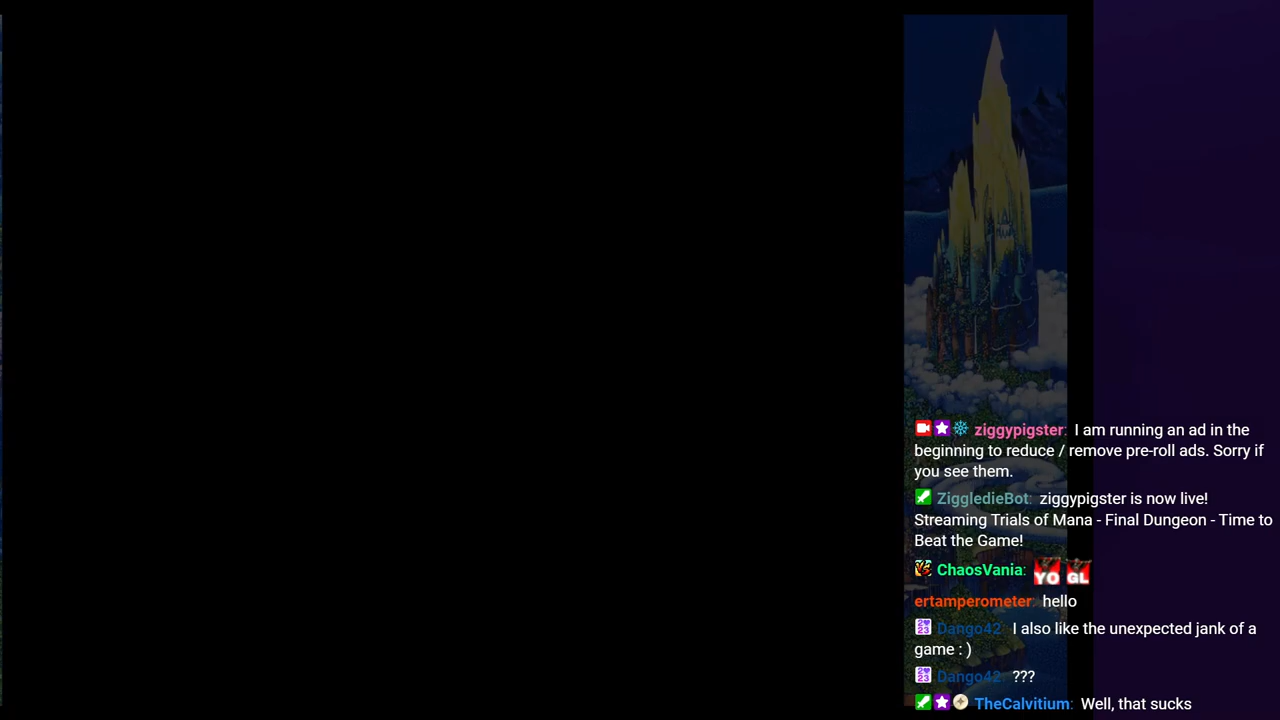 ziggypigster: I am running an ad in the
beginning to reduce / remove pre-roll ads. Sorry if
you see them.
ZiggledieBot: ziggypigster is now live!
Streaming Trials of Mana - Final Dungeon - Time to
Beat the Game!
ChaosVania: YO GL
ertamperometer: hello
Dango42: I also like the unexpected jank of a
game : )
Dango42: ???
TheCalvitium: Well, that sucks